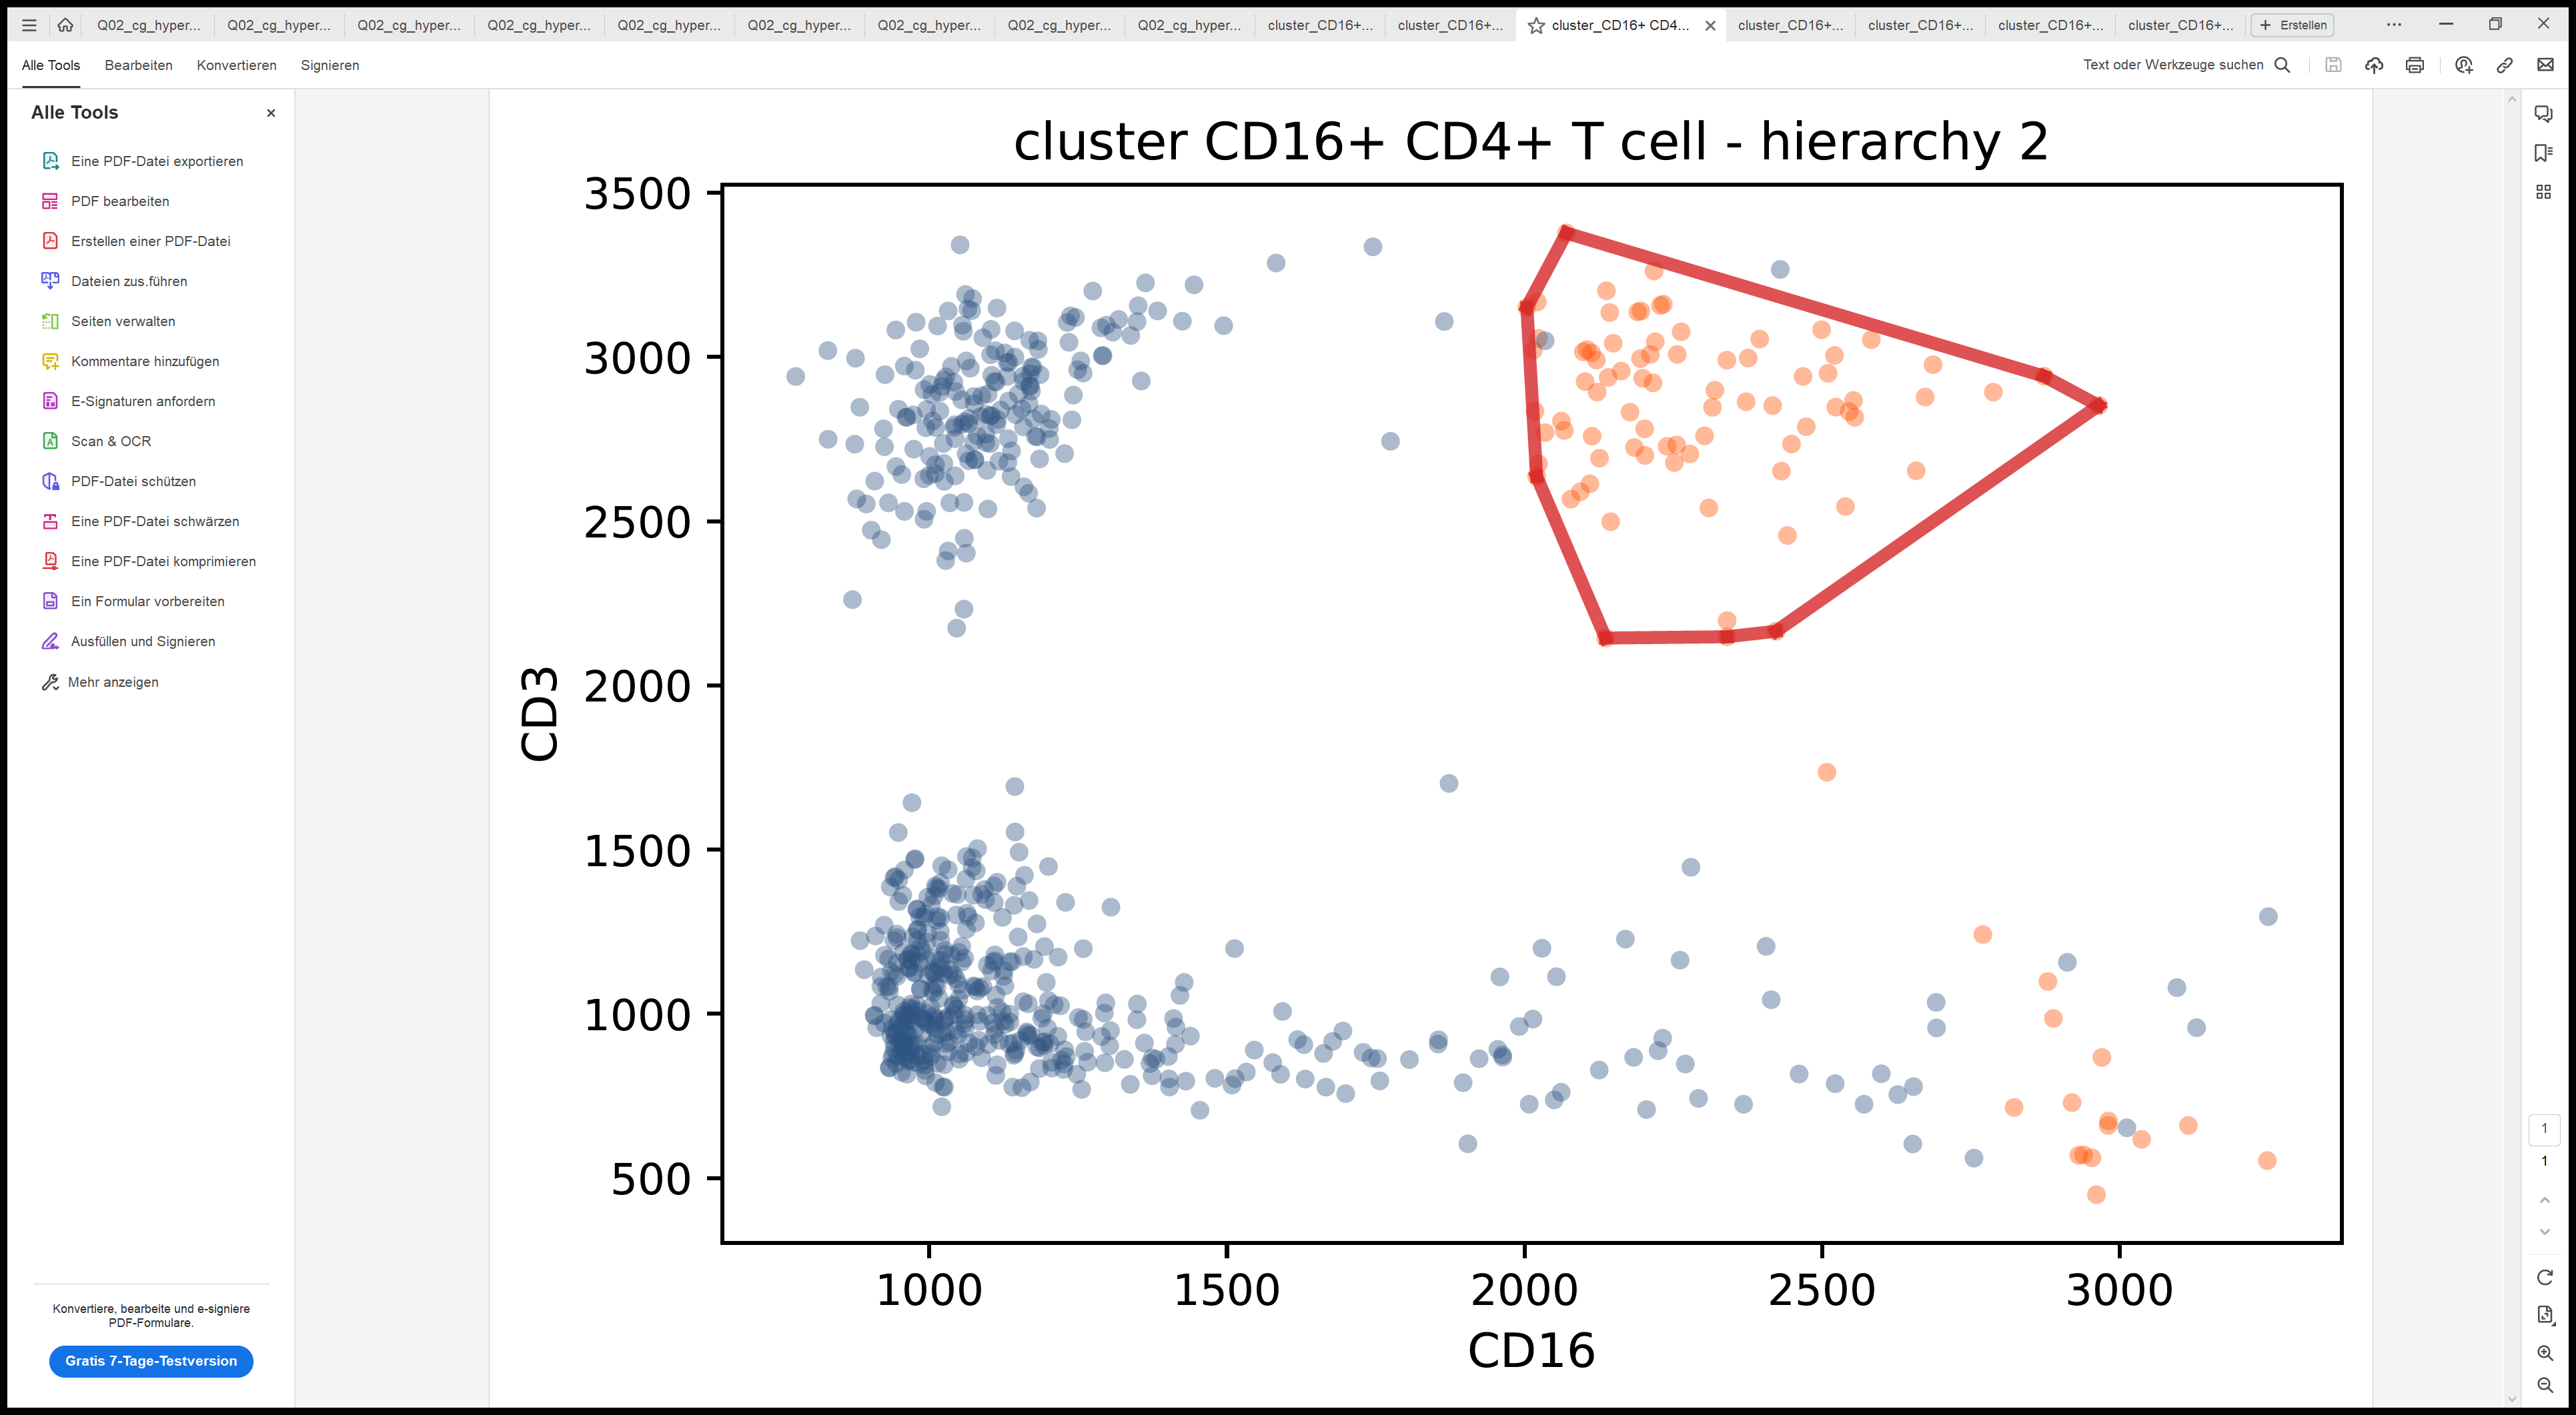 Q02_cg_hyper... Q02_cg_hyper... Q02_cg_hyper... Q02_cg_hyper... Q02_cg_hyper... Q02_cg_hyper... Q02_cg_hyper... Q02_cg_hyper... Q02_cg_hyper... cluster_CD16+... cluster_CD16+... cluster_CD16+ CD4... cluster_CD16+... cluster_CD16+... cluster_CD16+... cluster_CD16+... Erstellen
Alle Tools Bearbeiten Konvertieren Signieren Text oder Werkzeuge suchen
Alle Tools
Eine PDF-Datei exportieren
PDF bearbeiten
Erstellen einer PDF-Datei
Dateien zus.führen
Seiten verwalten
Kommentare hinzufügen
E-Signaturen anfordern
Scan & OCR
PDF-Datei schützen
Eine PDF-Datei schwärzen
Eine PDF-Datei komprimieren
Ein Formular vorbereiten
Ausfüllen und Signieren
Mehr anzeigen
Konvertiere, bearbeite und e-signiere
PDF-Formulare.
Gratis 7-Tage-Testversion
cluster CD16+ CD4+ T cell - hierarchy 2
3500
3000
2500
2000
1500
1000
500
CD3
1000 1500 2000 2500 3000
CD16
1
1